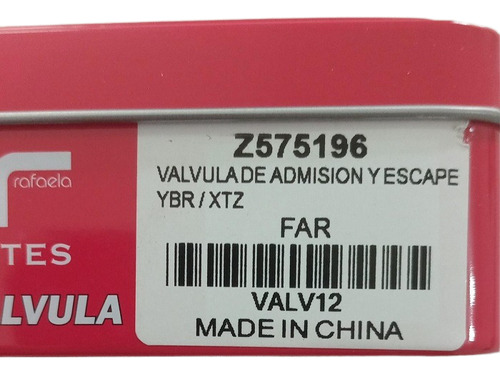 Z575196
VALVULA DE ADMISION Y ESCAPE
YBR / XTZ
FAR
VALV12
MADE IN CHINA
rafaela
TES
LVULA